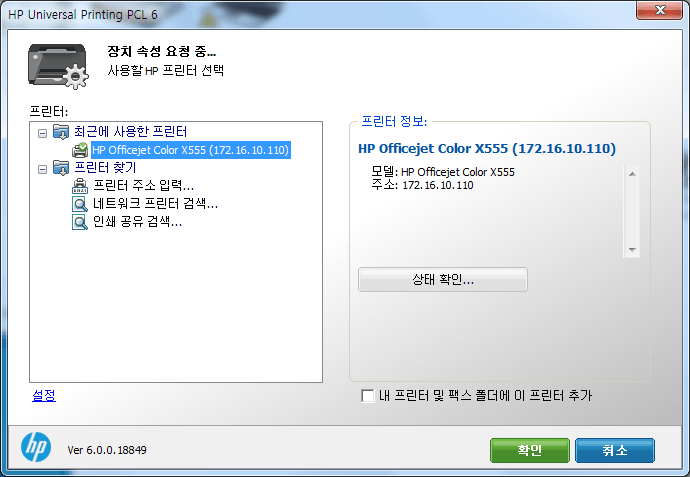 HP Universal Printing PCL 6
장치 속성 요청 중...
사용할 HP 프린터 선택
프린터:
최근에 사용한 프린터
HP Officejet Color X555 (172.16.10.110)
프린터 찾기
프린터 주소 입력...
네트워크 프린터 검색...
인쇄 공유 검색...
설정
프린터 정보:
HP Officejet Color X555 (172.16.10.110)
모델: HP Officejet Color X555
주소: 172.16.10.110
상태 확인...
내 프린터 및 팩스 폴더에 이 프린터 추가
hp
Ver 6.0.0.18849
확인
취소